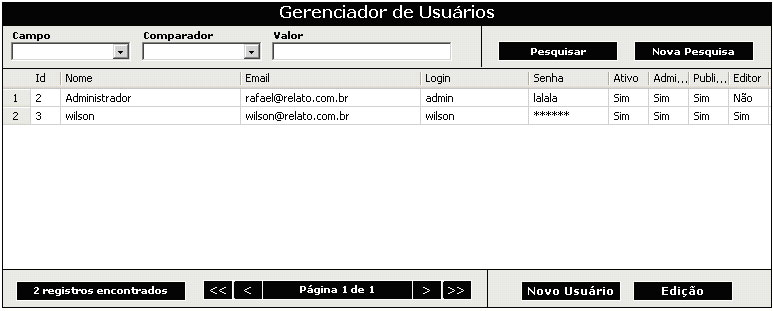 Gerenciador de Usuários
Campo Comparador Valor
Pesquisar Nova Pesquisa
Id Nome Email Login Senha Ativo Admi... Publi... Editor
1 2 Administrador rafael@relato.com.br admin lalala Sim Sim Sim Não
2 3 wilson wilson@relato.com.br wilson ****** Sim Sim Sim Sim
2 registros encontrados << < Página 1 de 1 > >> Novo Usuário Edição